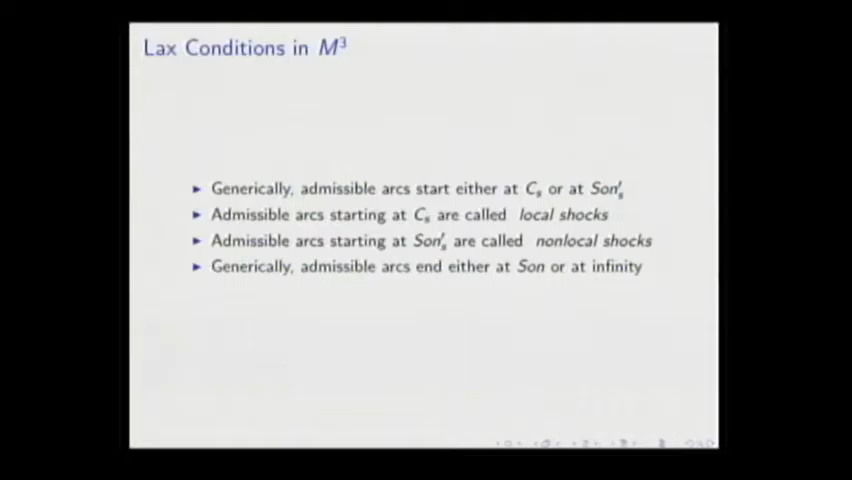 Lax Conditions in M³
▸ Generically, admissible arcs start either at Cₛ or at Son′ₛ
▸ Admissible arcs starting at Cₛ are called local shocks
▸ Admissible arcs starting at Son′ₛ are called nonlocal shocks
▸ Generically, admissible arcs end either at Son or at infinity